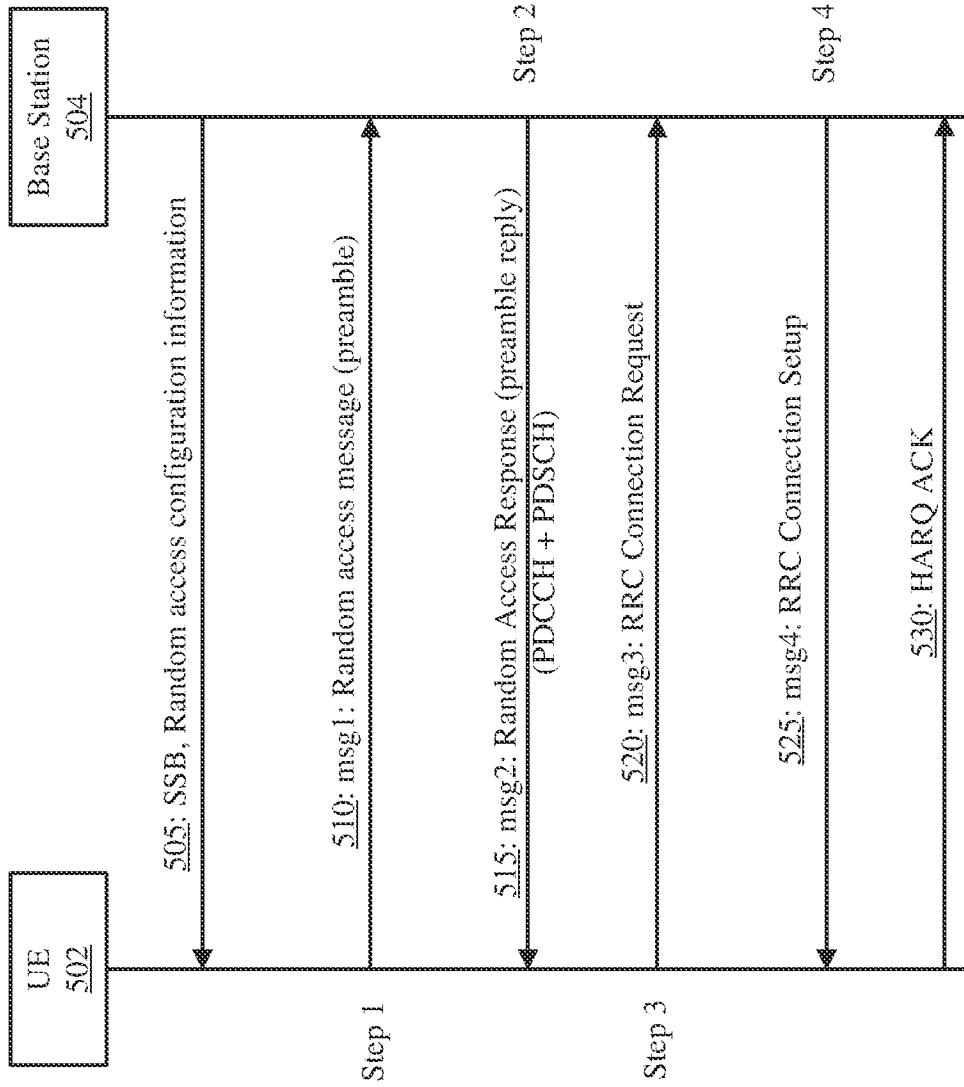 UE
502
Base Station
504
505: SSB, Random access configuration information
Step 1
510: msg1: Random access message (preamble)
515: msg2: Random Access Response (preamble reply)
(PDCCH + PDSCH)
Step 2
Step 3
520: msg3: RRC Connection Request
525: msg4: RRC Connection Setup
Step 4
530: HARQ ACK